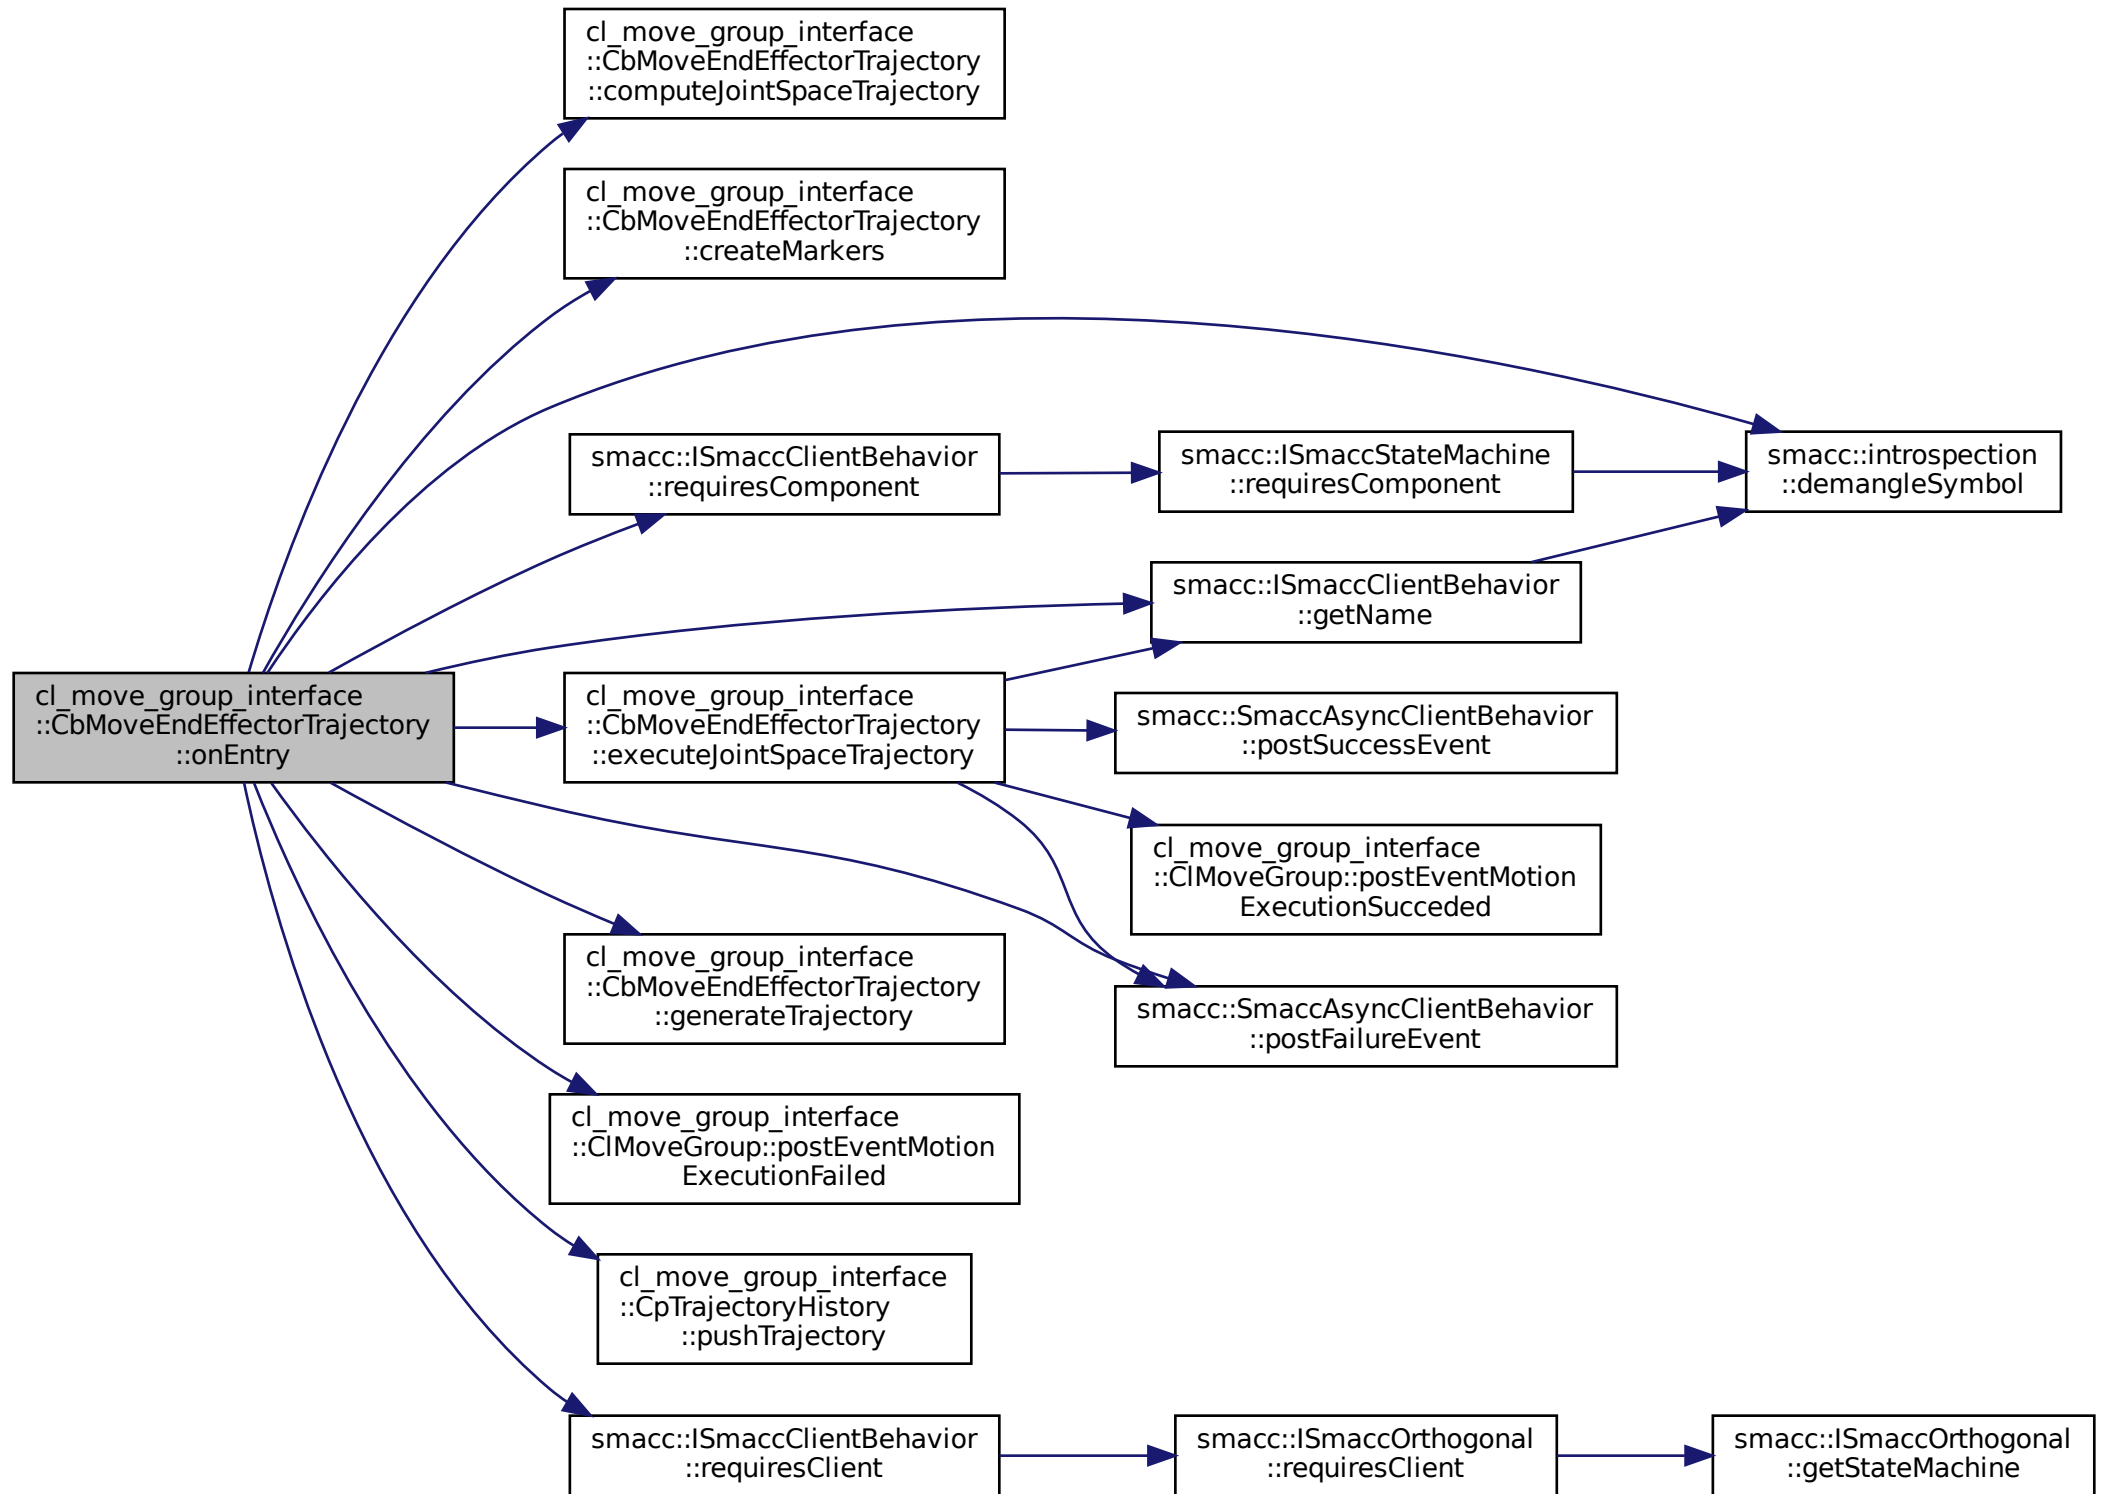 cl_move_group_interface
::CbMoveEndEffectorTrajectory
::computeJointSpaceTrajectory
cl_move_group_interface
::CbMoveEndEffectorTrajectory
::createMarkers
smacc::ISmaccClientBehavior
::requiresComponent
smacc::ISmaccStateMachine
::requiresComponent
smacc::introspection
::demangleSymbol
smacc::ISmaccClientBehavior
::getName
cl_move_group_interface
::CbMoveEndEffectorTrajectory
::onEntry
cl_move_group_interface
::CbMoveEndEffectorTrajectory
::executeJointSpaceTrajectory
smacc::SmaccAsyncClientBehavior
::postSuccessEvent
cl_move_group_interface
::ClMoveGroup::postEventMotion
ExecutionSucceded
cl_move_group_interface
::CbMoveEndEffectorTrajectory
::generateTrajectory
smacc::SmaccAsyncClientBehavior
::postFailureEvent
cl_move_group_interface
::ClMoveGroup::postEventMotion
ExecutionFailed
cl_move_group_interface
::CpTrajectoryHistory
::pushTrajectory
smacc::ISmaccClientBehavior
::requiresClient
smacc::ISmaccOrthogonal
::requiresClient
smacc::ISmaccOrthogonal
::getStateMachine